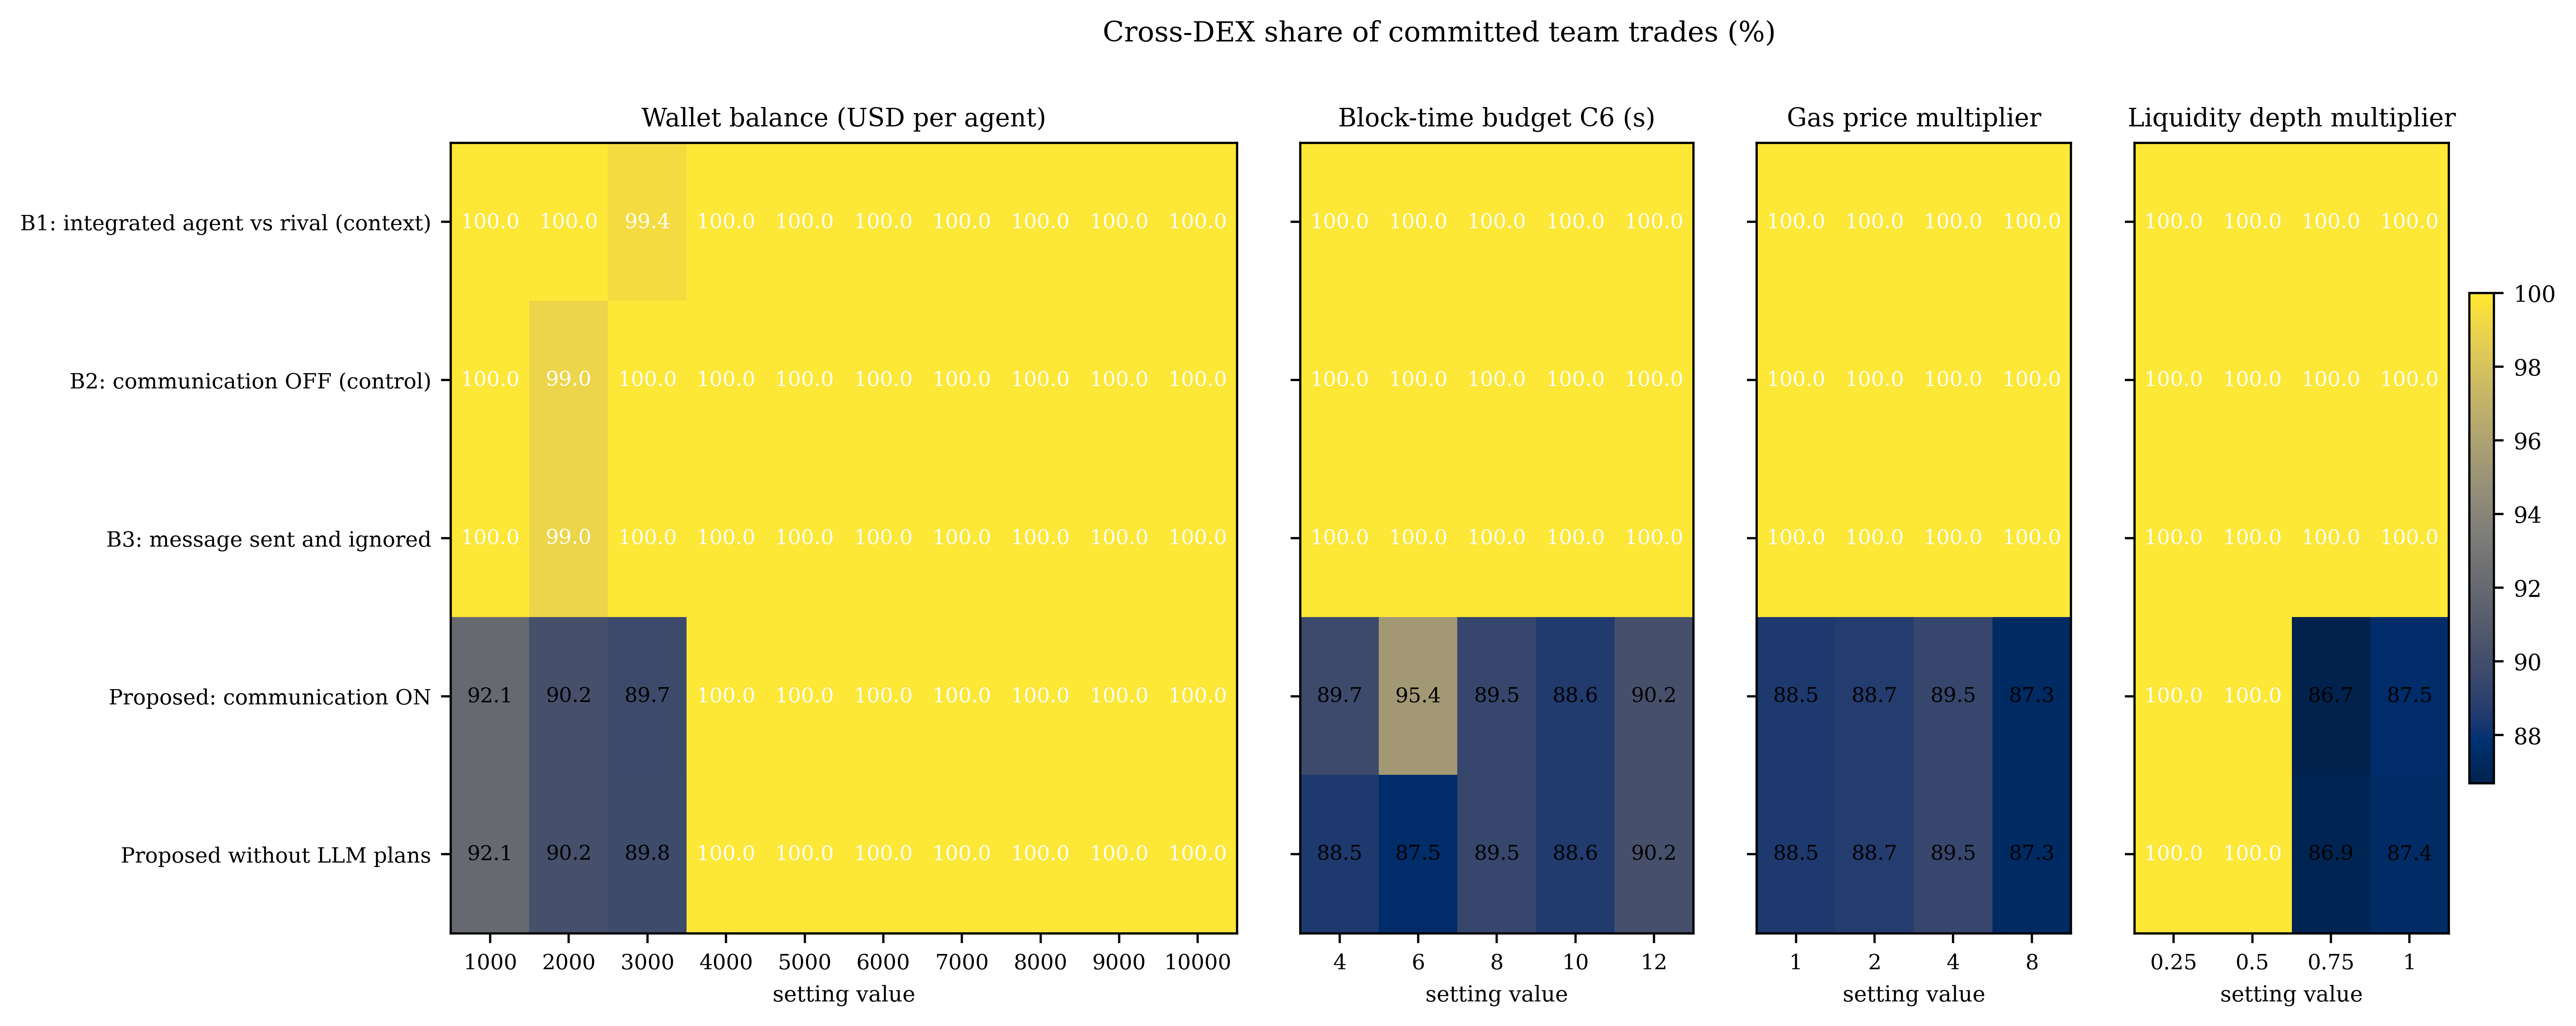 Cross-DEX share of committed team trades (%)
Wallet balance (USD per agent)
Block-time budget C6 (s)
Gas price multiplier
Liquidity depth multiplier
B1: integrated agent vs rival (context)
100.0 100.0 99.4 100.0 100.0 100.0 100.0 100.0 100.0 100.0
100.0 100.0 100.0 100.0 100.0
100.0 100.0 100.0 100.0
100.0 100.0 100.0 100.0
B2: communication OFF (control)
100.0 99.0 100.0 100.0 100.0 100.0 100.0 100.0 100.0 100.0
100.0 100.0 100.0 100.0 100.0
100.0 100.0 100.0 100.0
100.0 100.0 100.0 100.0
B3: message sent and ignored
100.0 99.0 100.0 100.0 100.0 100.0 100.0 100.0 100.0 100.0
100.0 100.0 100.0 100.0 100.0
100.0 100.0 100.0 100.0
100.0 100.0 100.0 100.0
Proposed: communication ON
92.1 90.2 89.7 100.0 100.0 100.0 100.0 100.0 100.0 100.0
89.7 95.4 89.5 88.6 90.2
88.5 88.7 89.5 87.3
100.0 100.0 86.7 87.5
Proposed without LLM plans
92.1 90.2 89.8 100.0 100.0 100.0 100.0 100.0 100.0 100.0
88.5 87.5 89.5 88.6 90.2
88.5 88.7 89.5 87.3
100.0 100.0 86.9 87.4
1000 2000 3000 4000 5000 6000 7000 8000 9000 10000
4 6 8 10 12
1 2 4 8
0.25 0.5 0.75 1
setting value
setting value
setting value
setting value
100
98
96
94
92
90
88